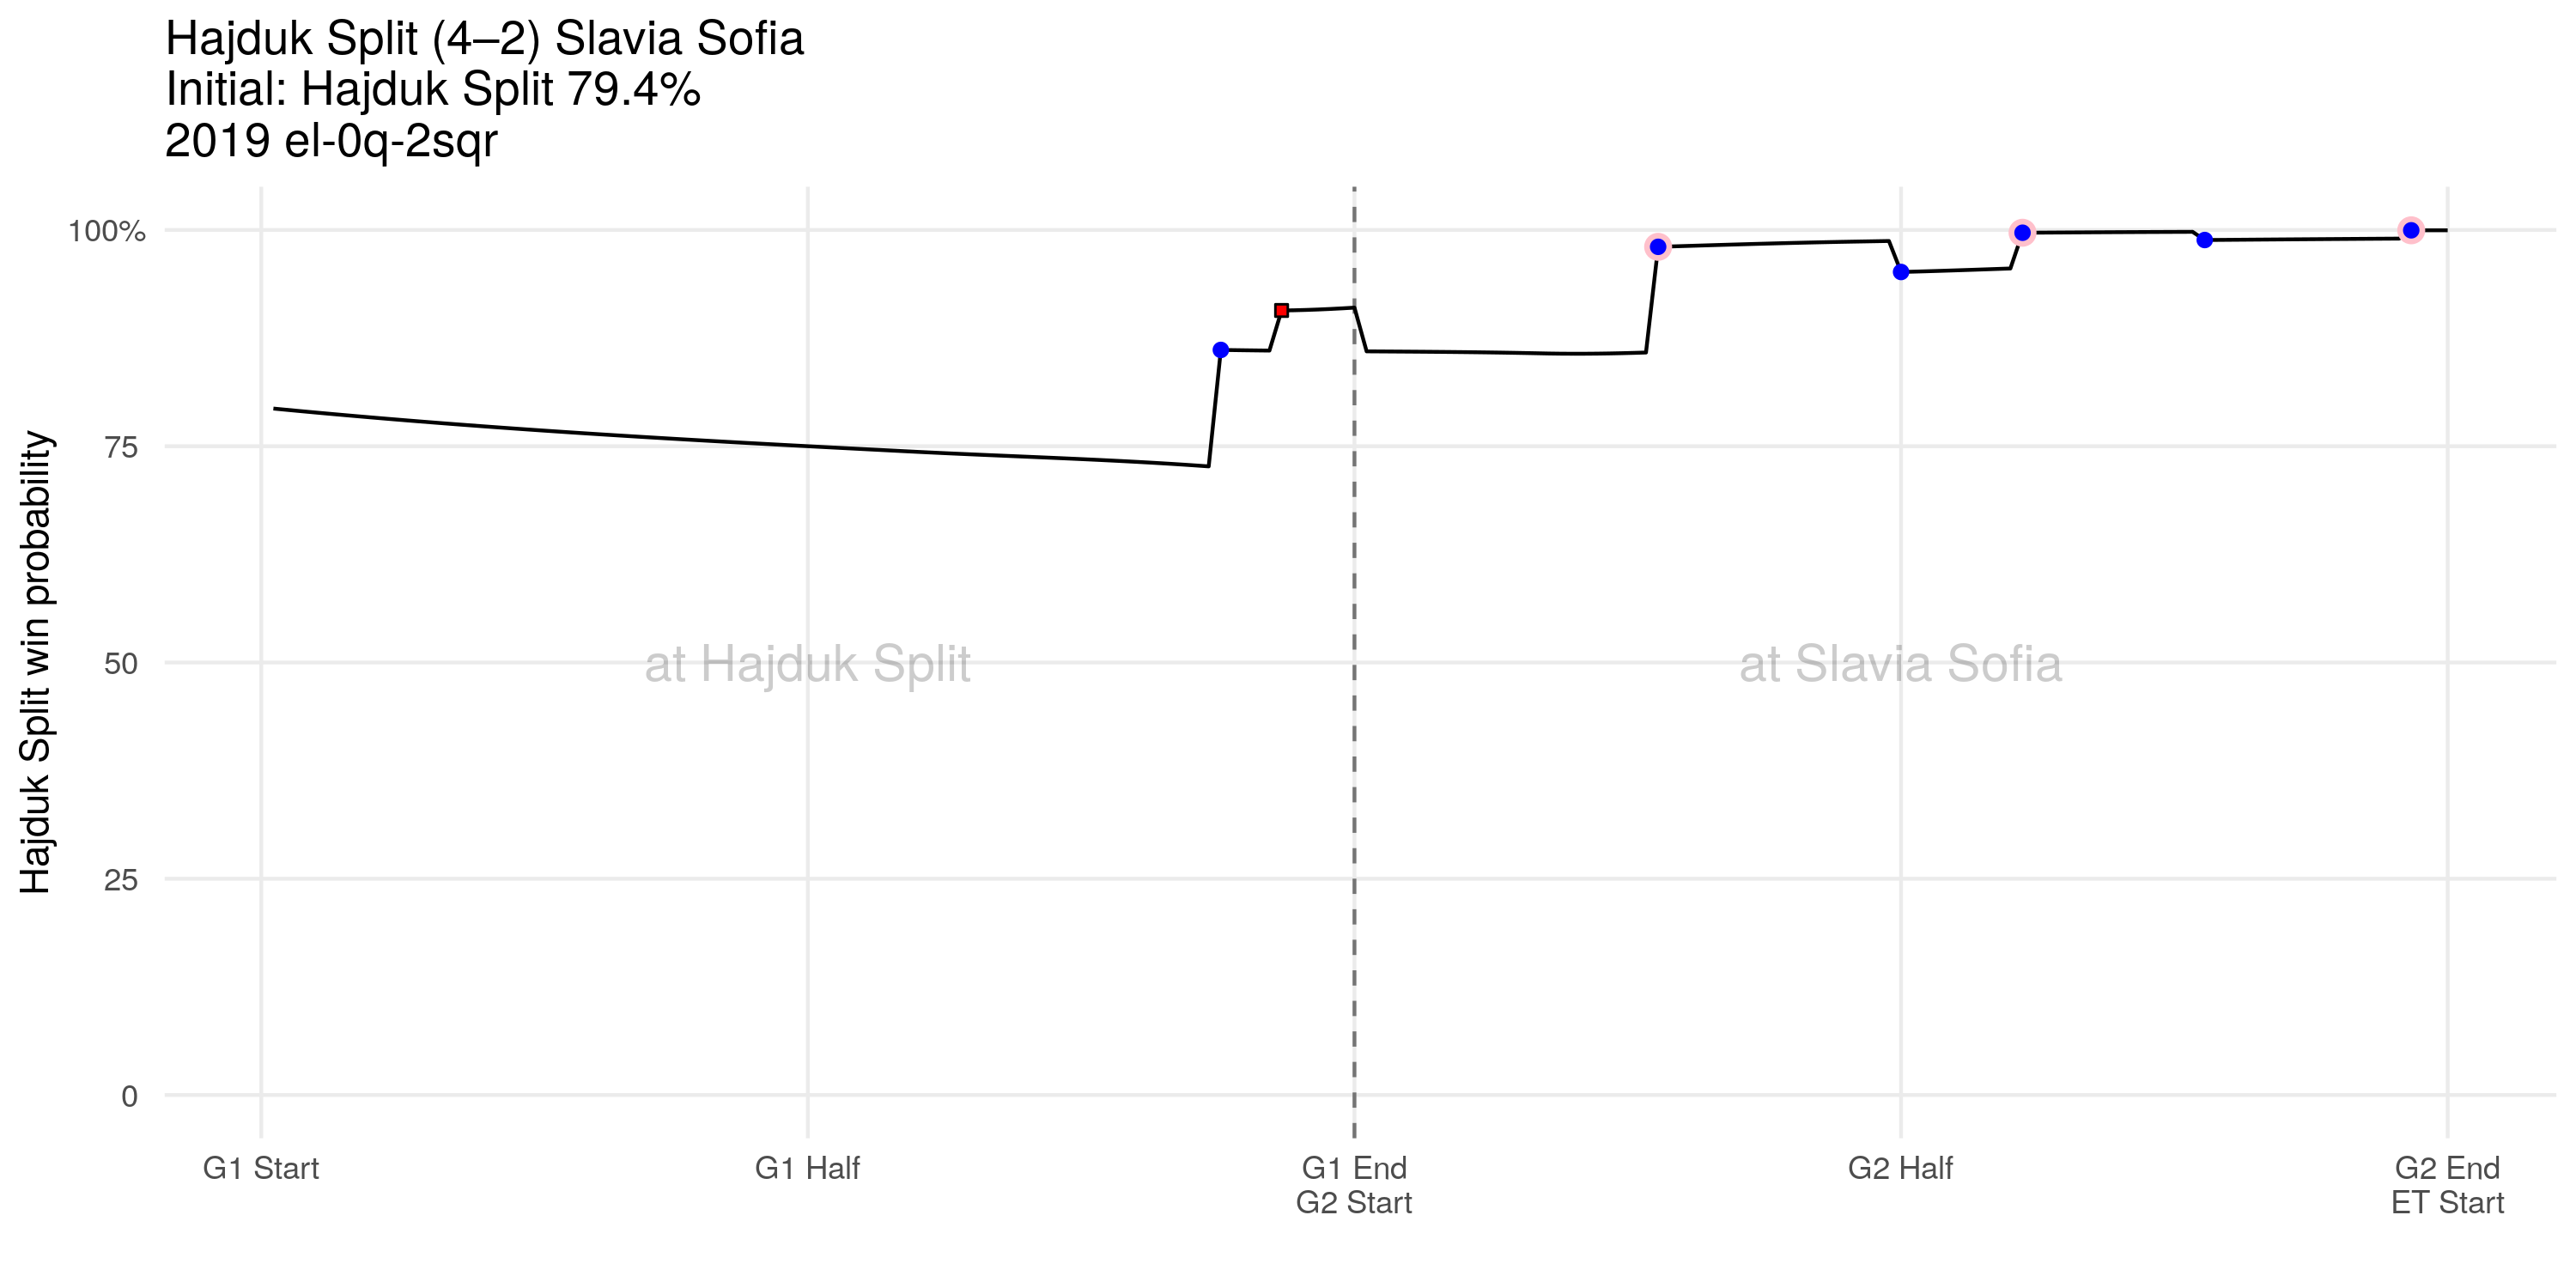 Hajduk Split (4–2) Slavia Sofia
Initial: Hajduk Split 79.4%
2019 el-0q-2sqr
Hajduk Split win probability
100%
75
50
25
0
at Hajduk Split
at Slavia Sofia
G1 Start
G1 Half
G1 End
G2 Start
G2 Half
G2 End
ET Start